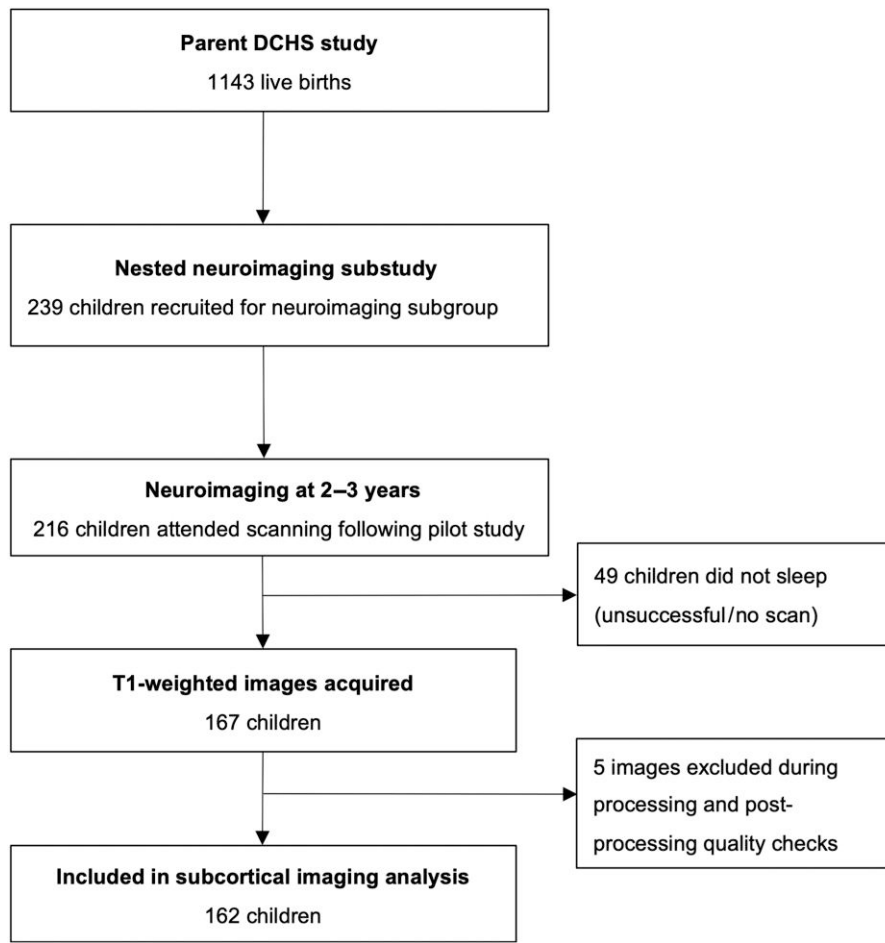 Parent DCHS study
1143 live births
Nested neuroimaging substudy
239 children recruited for neuroimaging subgroup
Neuroimaging at 2–3 years
216 children attended scanning following pilot study
49 children did not sleep
(unsuccessful/no scan)
T1-weighted images acquired
167 children
5 images excluded during
processing and post-
processing quality checks
Included in subcortical imaging analysis
162 children